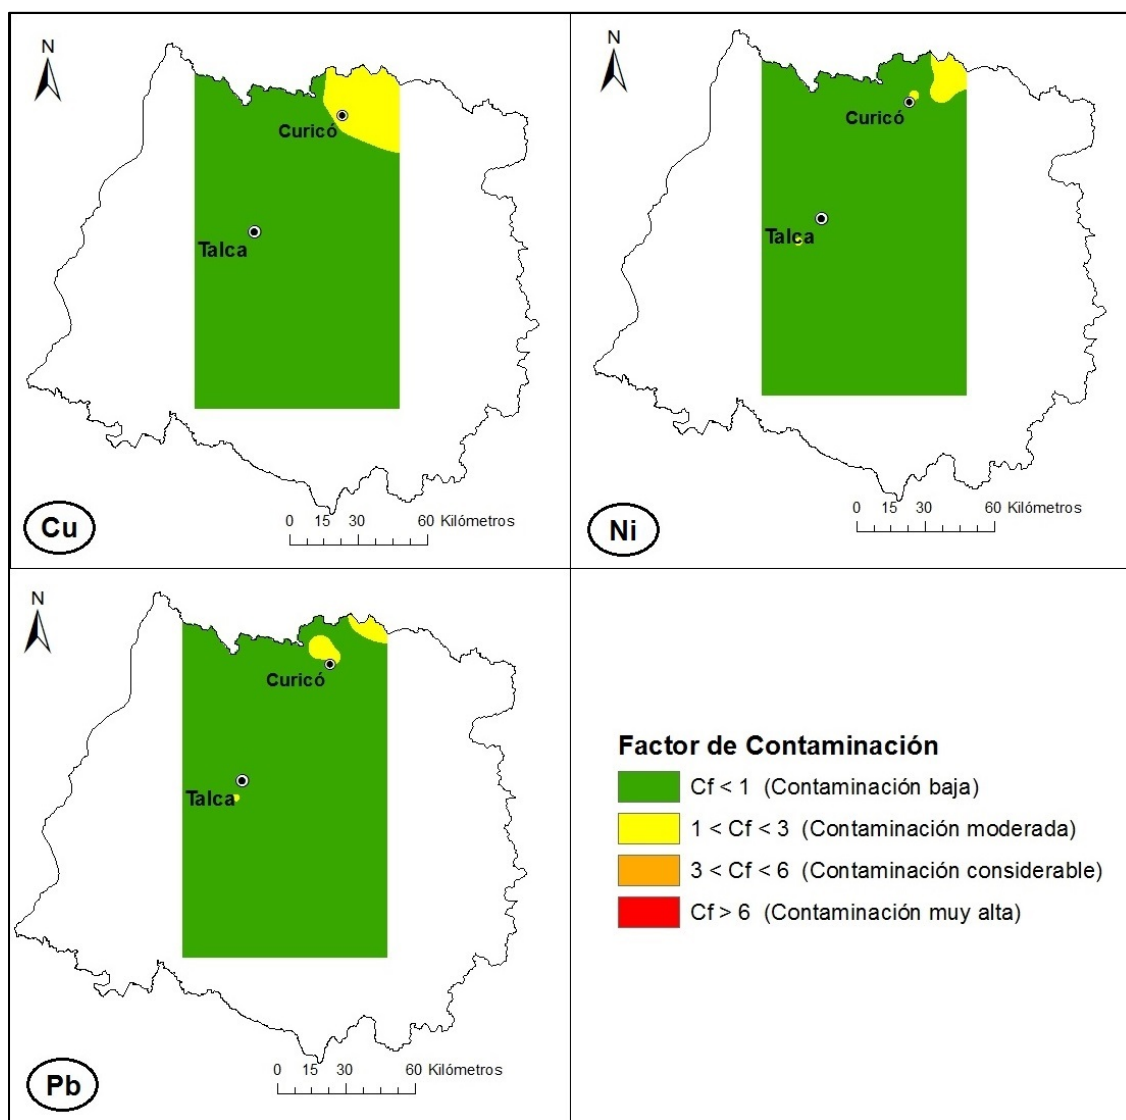 N
Curicó
Talca
0 15 30 60 Kilómetros
Cu
N
Curicó
Talca
0 15 30 60 Kilómetros
Ni
N
Curicó
Talca
0 15 30 60 Kilómetros
Pb
Factor de Contaminación
Cf < 1 (Contaminación baja)
1 < Cf < 3 (Contaminación moderada)
3 < Cf < 6 (Contaminación considerable)
Cf > 6 (Contaminación muy alta)